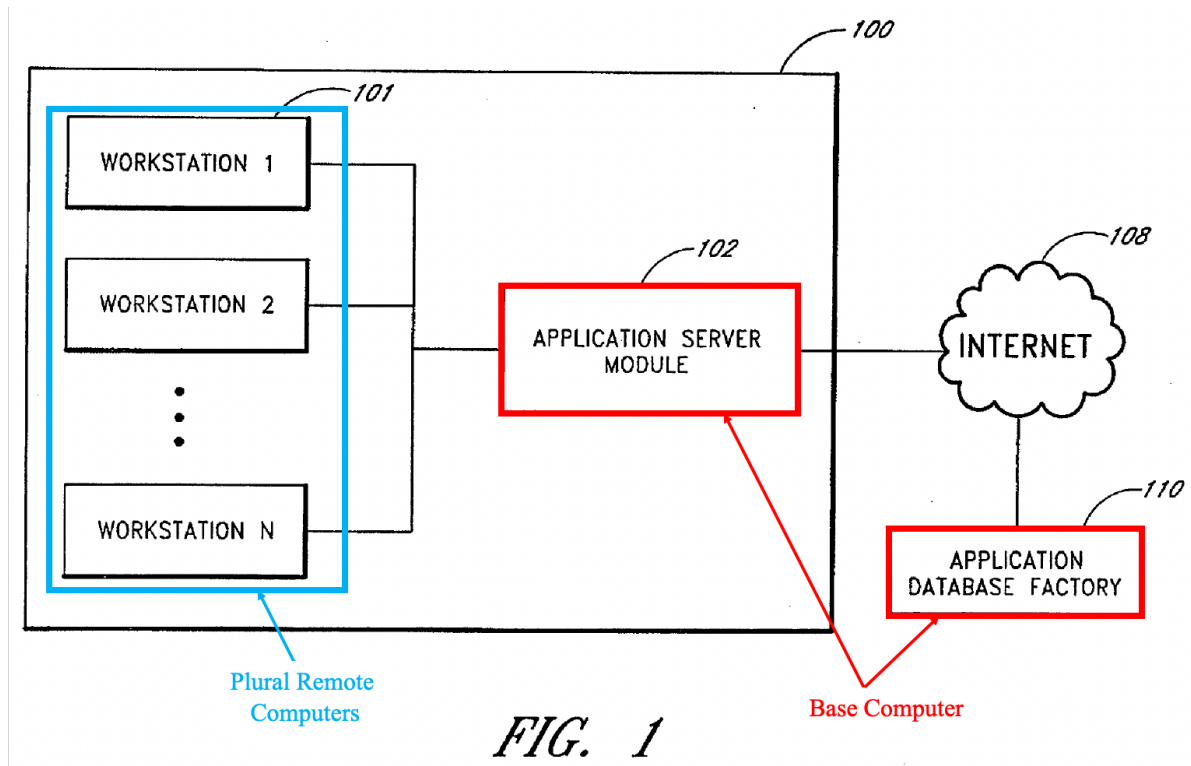 100
101
WORKSTATION 1
WORKSTATION 2
WORKSTATION N
102
APPLICATION SERVER
MODULE
108
INTERNET
110
APPLICATION
DATABASE FACTORY
Plural Remote
Computers
Base Computer
FIG. 1